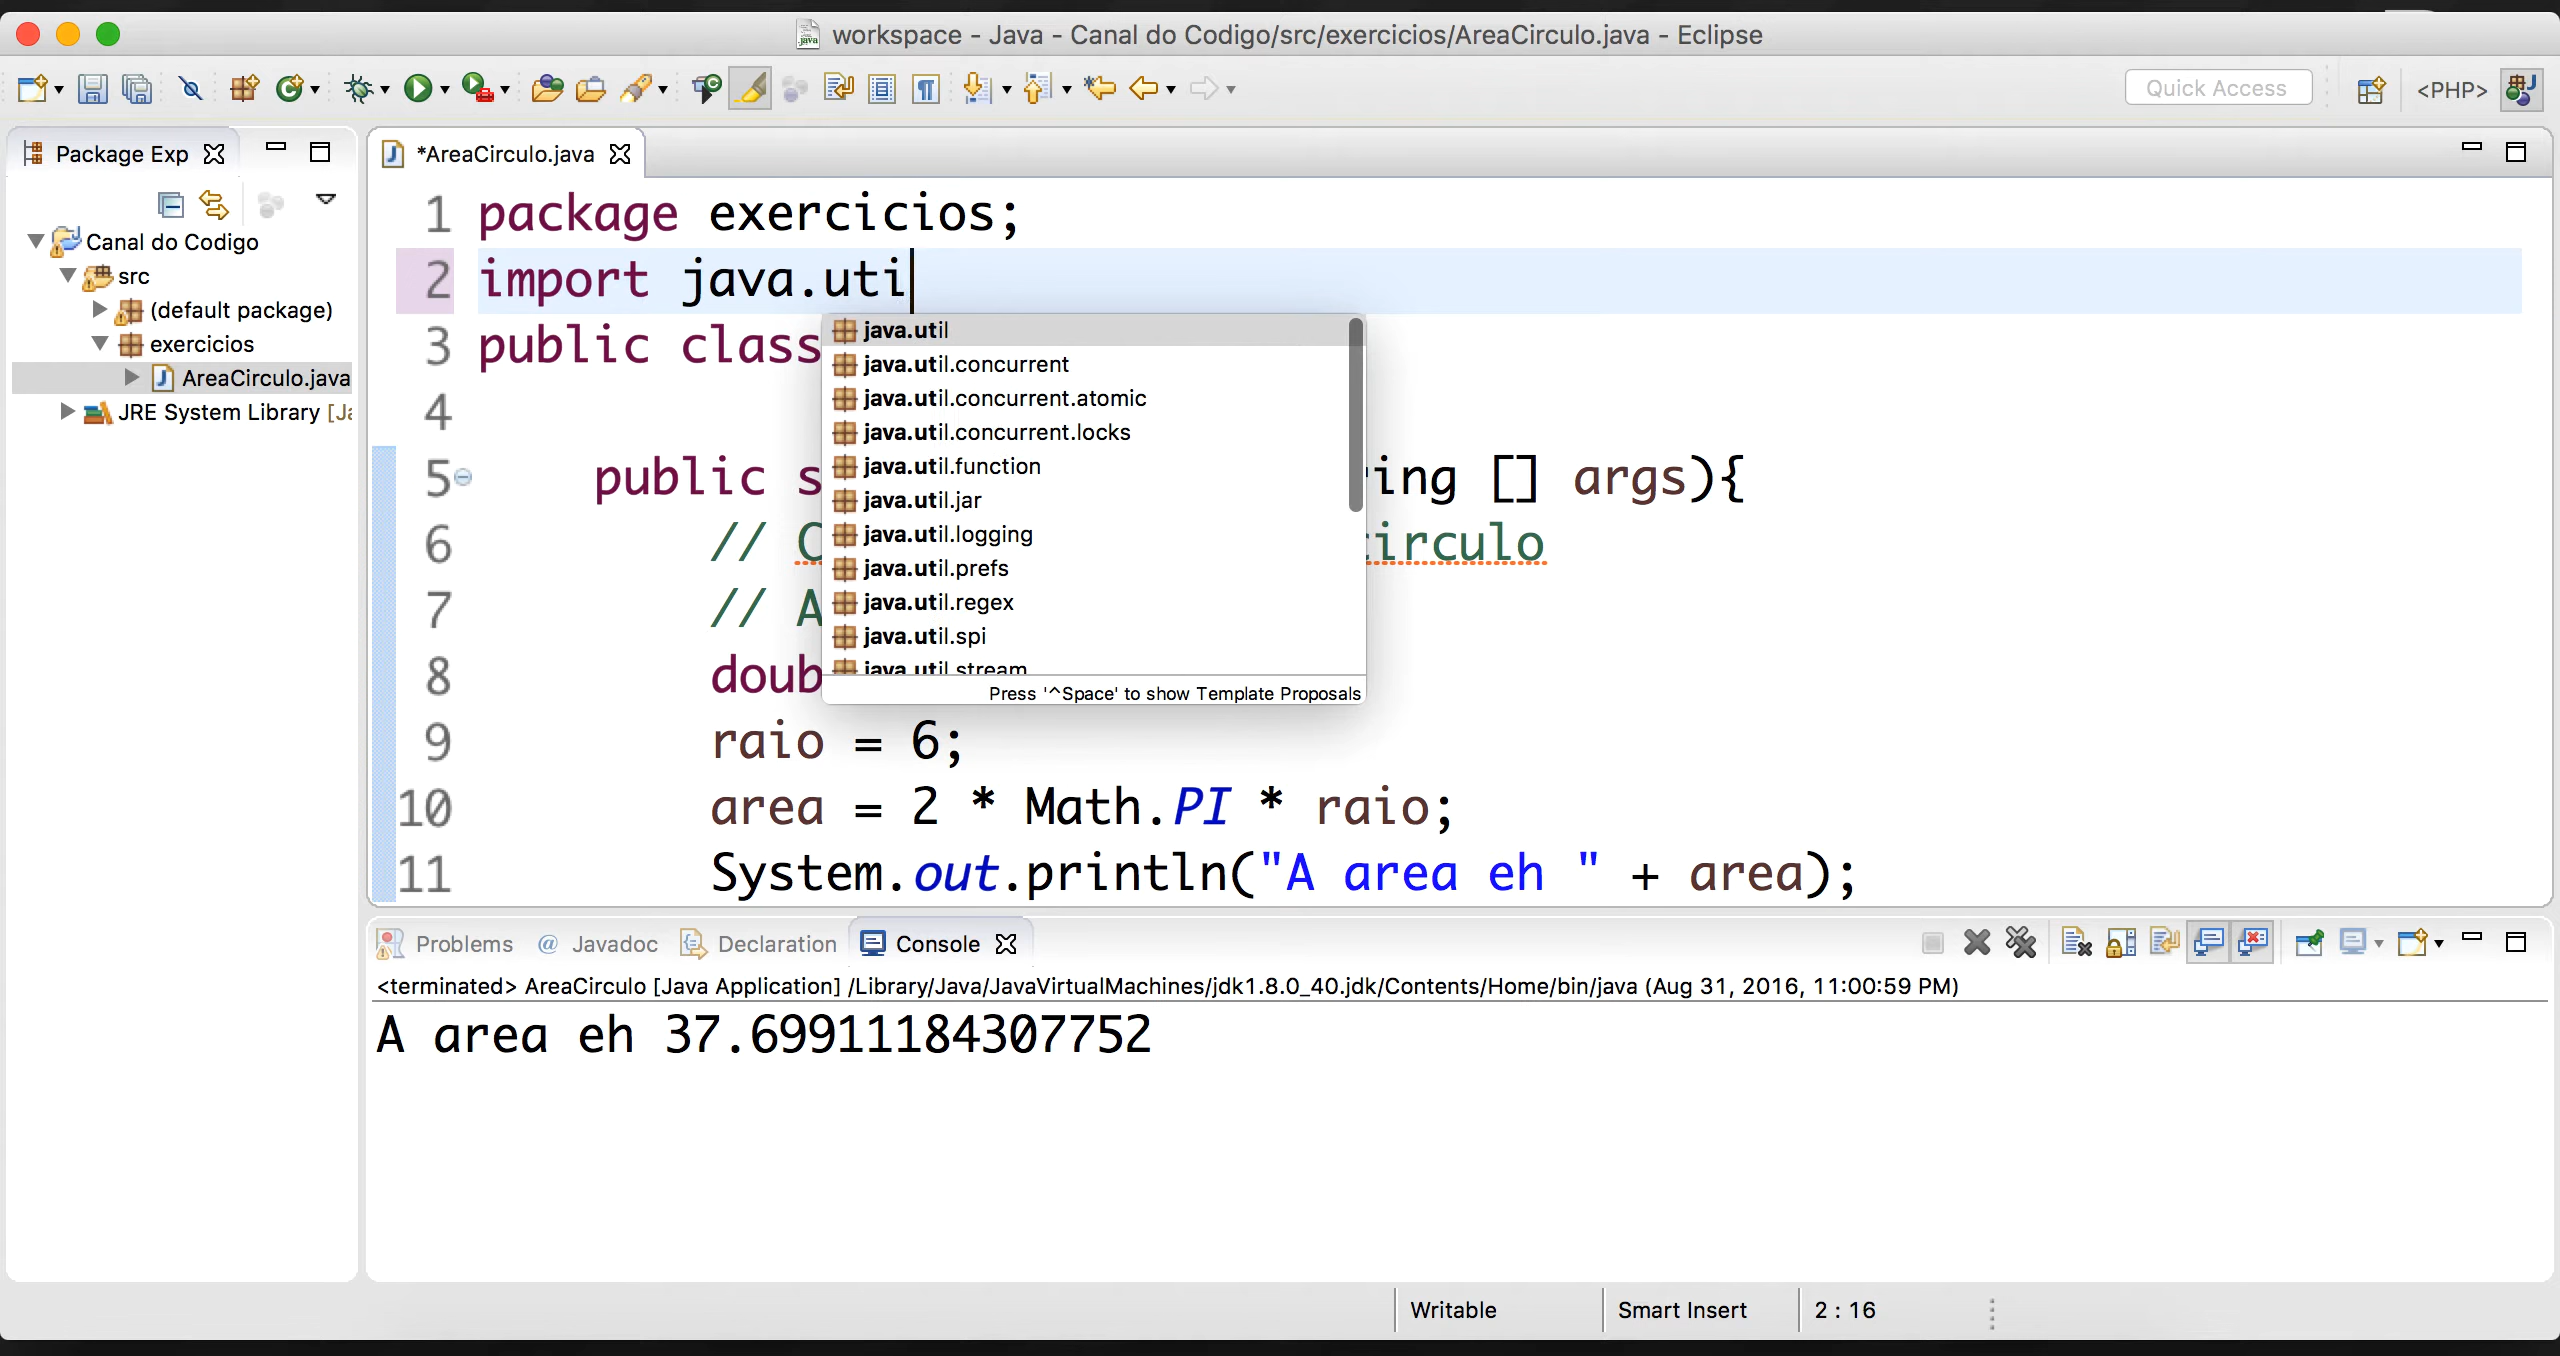 workspace - Java - Canal do Codigo/src/exercicios/AreaCirculo.java - Eclipse
Quick Access
<PHP>
Package Exp
Canal do Codigo
src
(default package)
exercicios
AreaCirculo.java
JRE System Library [Ja
*AreaCirculo.java
1 package exercicios;
2 import java.uti
3 public class
4
5 public s ring [] args){
6 // C circulo
7 // A
8 doub
9 raio = 6;
10 area = 2 * Math.PI * raio;
11 System.out.println("A area eh " + area);
java.util
java.util.concurrent
java.util.concurrent.atomic
java.util.concurrent.locks
java.util.function
java.util.jar
java.util.logging
java.util.prefs
java.util.regex
java.util.spi
java.util.stream
Press '^Space' to show Template Proposals
Problems @ Javadoc Declaration Console
<terminated> AreaCirculo [Java Application] /Library/Java/JavaVirtualMachines/jdk1.8.0_40.jdk/Contents/Home/bin/java (Aug 31, 2016, 11:00:59 PM)
A area eh 37.69911184307752
Writable Smart Insert 2 : 16